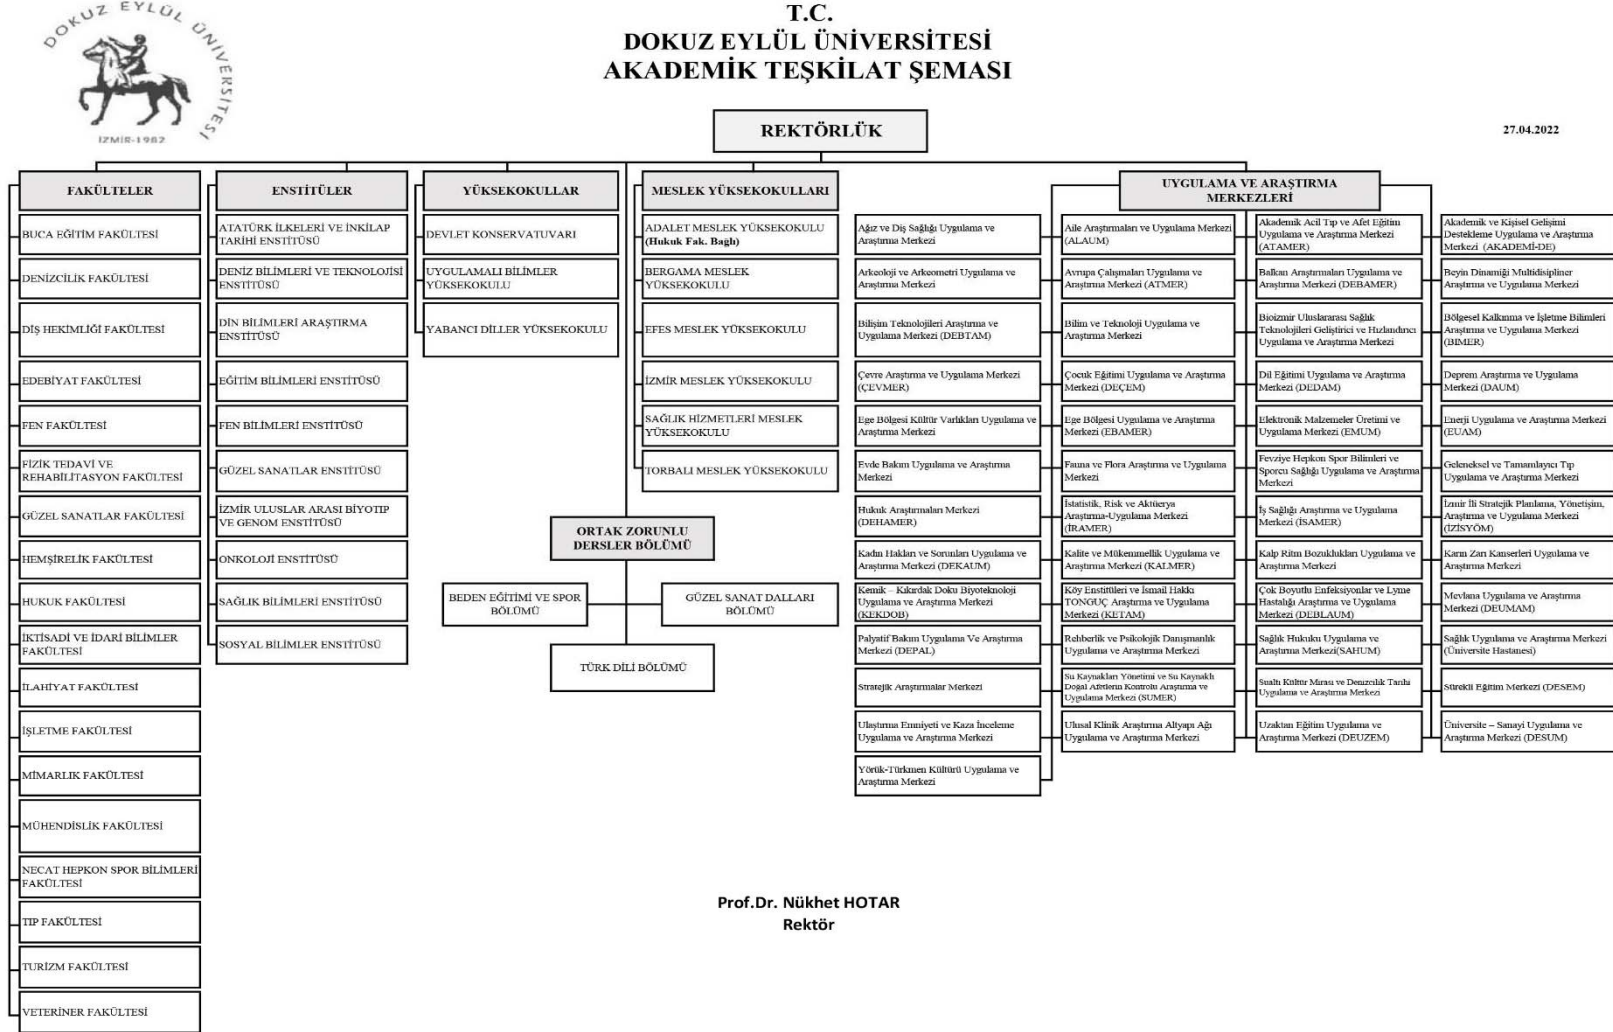 DOKUZ EYLÜL ÜNİVERSİTESİ
İZMİR-1982
T.C.
DOKUZ EYLÜL ÜNİVERSİTESİ
AKADEMİK TEŞKİLAT ŞEMASI
27.04.2022
REKTÖRLÜK
FAKÜLTELER
BUCA EĞİTİM FAKÜLTESİ
DENİZCİLİK FAKÜLTESİ
DİŞ HEKİMLİĞİ FAKÜLTESİ
EDEBİYAT FAKÜLTESİ
FEN FAKÜLTESİ
FİZİK TEDAVİ VE
REHABİLİTASYON FAKÜLTESİ
GÜZEL SANATLAR FAKÜLTESİ
HEMŞİRELİK FAKÜLTESİ
HUKUK FAKÜLTESİ
İKTİSADİ VE İDARİ BİLİMLER
FAKÜLTESİ
İLAHİYAT FAKÜLTESİ
İŞLETME FAKÜLTESİ
MİMARLIK FAKÜLTESİ
MÜHENDİSLİK FAKÜLTESİ
NECAT HEPKON SPOR BİLİMLERİ
FAKÜLTESİ
TIP FAKÜLTESİ
TURİZM FAKÜLTESİ
VETERİNER FAKÜLTESİ
ENSTİTÜLER
ATATÜRK İLKELERİ VE İNKİLAP
TARİHİ ENSTİTÜSÜ
DENİZ BİLİMLERİ VE TEKNOLOJİSİ
ENSTİTÜSÜ
DİN BİLİMLERİ ARAŞTIRMA
ENSTİTÜSÜ
EĞİTİM BİLİMLERİ ENSTİTÜSÜ
FEN BİLİMLERİ ENSTİTÜSÜ
GÜZEL SANATLAR ENSTİTÜSÜ
İZMİR ULUSLAR ARASI BİYOTIP
VE GENOM ENSTİTÜSÜ
ONKOLOJİ ENSTİTÜSÜ
SAĞLIK BİLİMLERİ ENSTİTÜSÜ
SOSYAL BİLİMLER ENSTİTÜSÜ
YÜKSEKOKULLAR
DEVLET KONSERVATUVARI
UYGULAMALI BİLİMLER
YÜKSEKOKULU
YABANCI DİLLER YÜKSEKOKULU
MESLEK YÜKSEKOKULLARI
ADALET MESLEK YÜKSEKOKULU
(Hukuk Fak. Bağlı)
BERGAMA MESLEK
YÜKSEKOKULU
EFES MESLEK YÜKSEKOKULU
İZMİR MESLEK YÜKSEKOKULU
SAĞLIK HİZMETLERİ MESLEK
YÜKSEKOKULU
TORBALI MESLEK YÜKSEKOKULU
ORTAK ZORUNLU
DERSLER BÖLÜMÜ
BEDEN EĞİTİMİ VE SPOR
BÖLÜMÜ
GÜZEL SANAT DALLARI
BÖLÜMÜ
TÜRK DİLİ BÖLÜMÜ
UYGULAMA VE ARAŞTIRMA
MERKEZLERİ
Ağız ve Diş Sağlığı Uygulama ve
Araştırma Merkezi
Aile Araştırmaları ve Uygulama Merkezi
(ALAUM)
Akademik Acil Tıp ve Afet Eğitim
Uygulama ve Araştırma Merkezi
(ATAMER)
Akademik ve Kişisel Gelişimi
Destekleme Uygulama ve Araştırma
Merkezi (AKADEMİ-DE)
Arkeoloji ve Arkeometri Uygulama ve
Araştırma Merkezi
Avrupa Çalışmaları Uygulama ve
Araştırma Merkezi (ATMER)
Balkan Araştırmaları Uygulama ve
Araştırma Merkezi (DEBAMER)
Beyin Dinamiği Multidisipliner
Araştırma ve Uygulama Merkezi
Bilişim Teknolojileri Araştırma ve
Uygulama Merkezi (DEBTAM)
Bilim ve Teknoloji Uygulama ve
Araştırma Merkezi
Bioizmir Uluslararası Sağlık
Teknolojileri Geliştirici ve Hızlandırıcı
Uygulama ve Araştırma Merkezi
Bölgesel Kalkınma ve İşletme Bilimleri
Araştırma ve Uygulama Merkezi
(BIMER)
Çevre Araştırma ve Uygulama Merkezi
(ÇEVMER)
Çocuk Eğitimi Uygulama ve Araştırma
Merkezi (DEÇEM)
Dil Eğitimi Uygulama ve Araştırma
Merkezi (DEDAM)
Deprem Araştırma ve Uygulama
Merkezi (DAUM)
Ege Bölgesi Kültür Varlıkları Uygulama ve
Araştırma Merkezi
Ege Bölgesi Uygulama ve Araştırma
Merkezi (EBAMER)
Elektronik Malzemeler Üretimi ve
Uygulama Merkezi (EMUM)
Enerji Uygulama ve Araştırma Merkezi
(EUAM)
Evde Bakım Uygulama ve Araştırma
Merkezi
Fauna ve Flora Araştırma ve Uygulama
Merkezi
Fevziye Hepkon Spor Bilimleri ve
Sporcu Sağlığı Uygulama ve Araştırma
Merkezi
Geleneksel ve Tamamlayıcı Tıp
Uygulama ve Araştırma Merkezi
Hukuk Araştırmaları Merkezi
(DEHAMER)
İstatistik, Risk ve Aktüerya
Araştırma-Uygulama Merkezi
(İRAMER)
İş Sağlığı Araştırma ve Uygulama
Merkezi (İSAMER)
İzmir İli Stratejik Planlama, Yönetişim,
Araştırma ve Uygulama Merkezi
(İZİSYÖM)
Kadın Hakları ve Sorunları Uygulama ve
Araştırma Merkezi (DEKAUM)
Kalite ve Mükemmellik Uygulama ve
Araştırma Merkezi (KALMER)
Kalp Ritm Bozuklukları Uygulama ve
Araştırma Merkezi
Karın Zarı Kanserleri Uygulama ve
Araştırma Merkezi
Kemik – Kıkırdak Doku Biyoteknoloji
Uygulama ve Araştırma Merkezi
(KEKDOB)
Köy Enstitüleri ve İsmail Hakkı
TONGUÇ Araştırma ve Uygulama
Merkezi (KETAM)
Çok Boyutlu Enfeksiyonlar ve Lyme
Hastalığı Araştırma ve Uygulama
Merkezi (DEBLAUM)
Mevlana Uygulama ve Araştırma
Merkezi (DEUMAM)
Palyatif Bakım Uygulama Ve Araştırma
Merkezi (DEPAL)
Rehberlik ve Psikolojik Danışmanlık
Uygulama ve Araştırma Merkezi
Sağlık Hukuku Uygulama ve
Araştırma Merkezi(SAHUM)
Sağlık Uygulama ve Araştırma Merkezi
(Üniversite Hastanesi)
Stratejik Araştırmalar Merkezi
Su Kaynakları Yönetimi ve Su Kaynaklı
Doğal Afetlerin Kontrolu Araştırma ve
Uygulama Merkezi (SUMER)
Sualtı Kültür Mirası ve Denizcilik Tarihi
Uygulama ve Araştırma Merkezi
Sürekli Eğitim Merkezi (DESEM)
Ulaştırma Emniyeti ve Kaza İnceleme
Uygulama ve Araştırma Merkezi
Ulusal Klinik Araştırma Altyapı Ağı
Uygulama ve Araştırma Merkezi
Uzaktan Eğitim Uygulama ve
Araştırma Merkezi (DEUZEM)
Üniversite – Sanayi Uygulama ve
Araştırma Merkezi (DESUM)
Yörük-Türkmen Kültürü Uygulama ve
Araştırma Merkezi
Prof.Dr. Nükhet HOTAR
Rektör